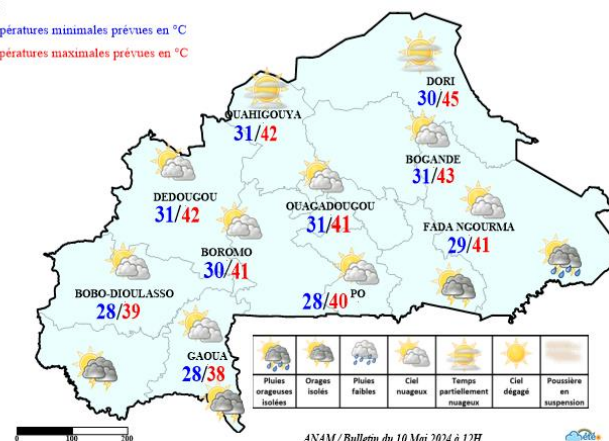 pératures minimales prévues en °C
pératures maximales prévues en °C
DORI
30/45
OUAHIGOUYA
31/42
BOGANDE
31/43
DEDOUGOU
31/42
OUAGADOUGOU
31/41
FADA NGOURMA
29/41
BOROMO
30/41
BOBO-DIOULASSO
28/39
PO
28/40
GAOUA
28/38
Pluies orageuses isolées
Orages isolés
Pluies faibles
Ciel nuageux
Temps partiellement nuageux
Ciel dégagé
Poussière en suspension
0 100 200
ANAM / Bulletin du 10 Mai 2024 à 12H